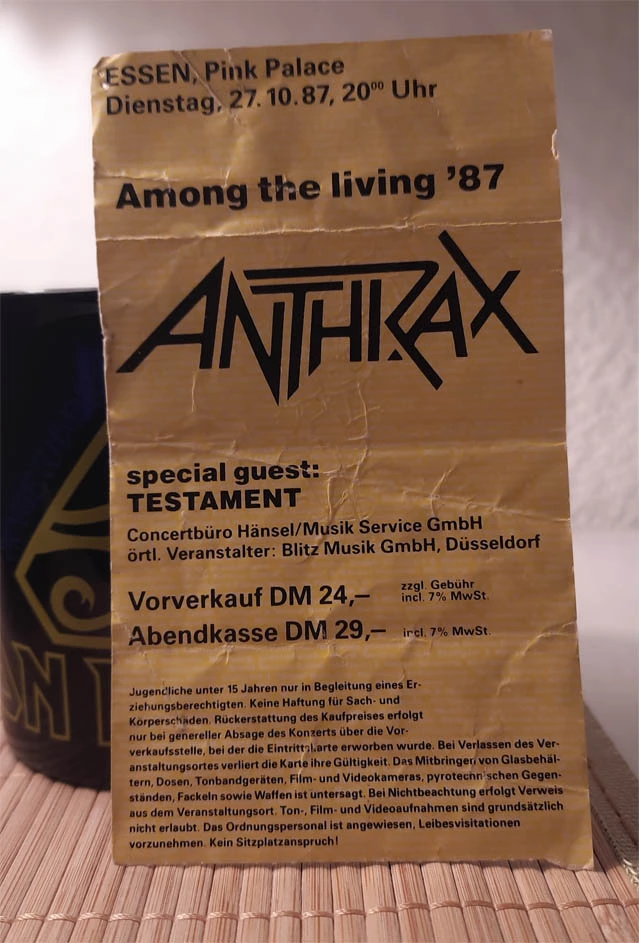 ESSEN, Pink Palace
Dienstag, 27.10.87, 20⁰⁰ Uhr
Among the living '87
ANTHRAX
special guest:
TESTAMENT
Concertbüro Hänsel/Musik Service GmbH
örtl. Veranstalter: Blitz Musik GmbH, Düsseldorf
Vorverkauf DM 24,– zzgl. Gebühr
incl. 7% MwSt.
Abendkasse DM 29,– incl. 7% MwSt.
Jugendliche unter 15 Jahren nur in Begleitung eines Er-
ziehungsberechtigten. Keine Haftung für Sach- und
Körperschäden. Rückerstattung des Kaufpreises erfolgt
nur bei genereller Absage des Konzerts über die Vor-
verkaufsstelle, bei der die Eintrittskarte erworben wurde. Bei Verlassen des Ver-
anstaltungsortes verliert die Karte ihre Gültigkeit. Das Mitbringen von Glasbehäl-
tern, Dosen, Tonbandgeräten, Film- und Videokameras, pyrotechnischen Gegen-
ständen, Fackeln sowie Waffen ist untersagt. Bei Nichtbeachtung erfolgt Verweis
aus dem Veranstaltungsort. Ton-, Film- und Videoaufnahmen sind grundsätzlich
nicht erlaubt. Das Ordnungspersonal ist angewiesen, Leibesvisitationen
vorzunehmen. Kein Sitzplatzanspruch!